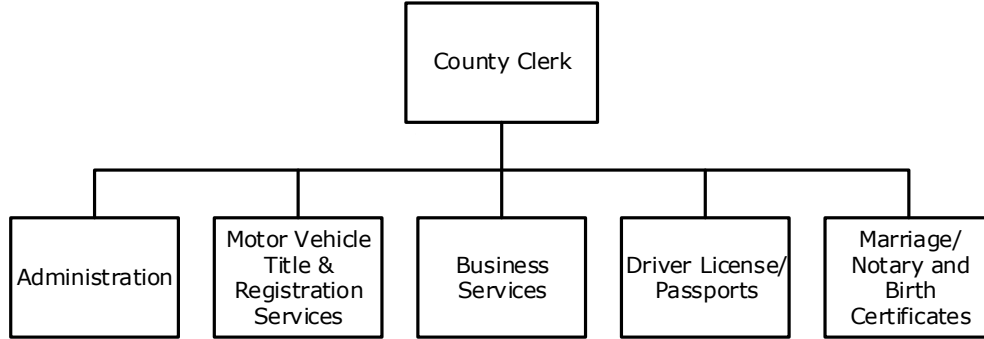 County Clerk
Administration
Motor Vehicle
Title &
Registration
Services
Business
Services
Driver License/
Passports
Marriage/
Notary and
Birth
Certificates